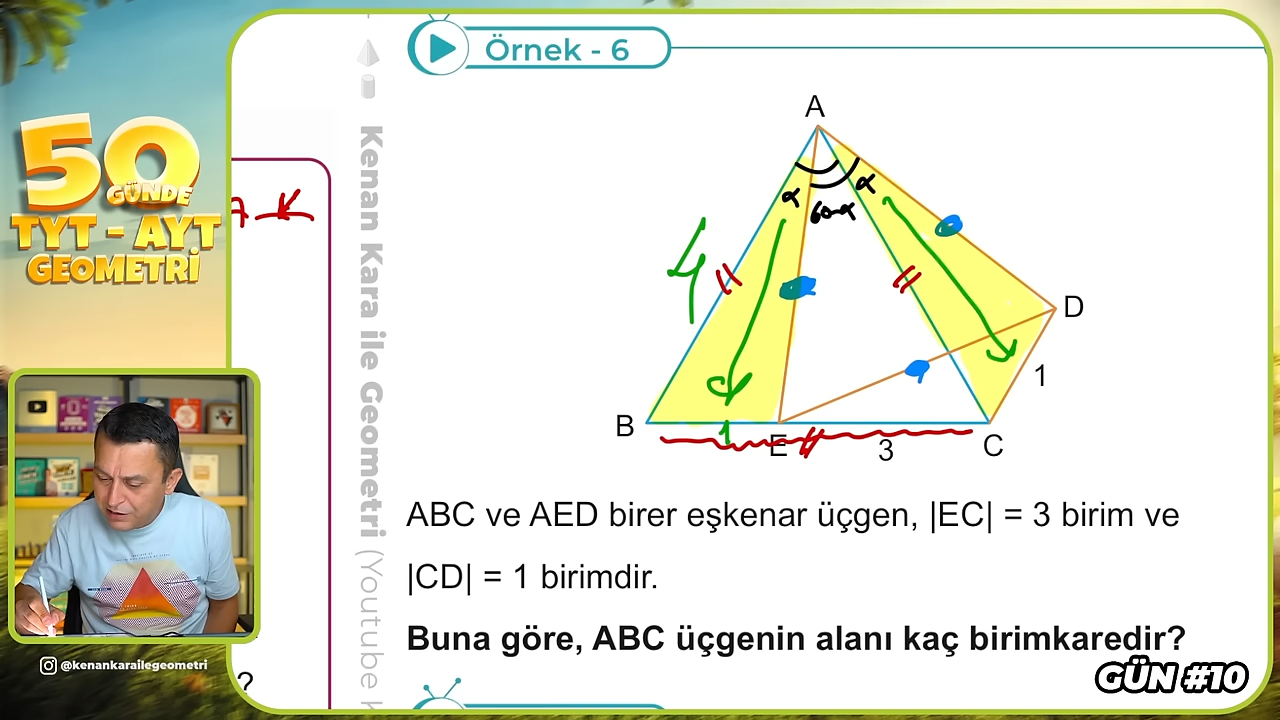 Örnek - 6
50
GÜNDE
TYT - AYT
GEOMETRİ
Kenan Kara ile Geometri (Youtube K
A
α
α
60-α
4
D
1
B
1
E
3
C
ABC ve AED birer eşkenar üçgen, |EC| = 3 birim ve
|CD| = 1 birimdir.
Buna göre, ABC üçgenin alanı kaç birimkaredir?
GÜN #10
@kenankarailegeometri
?